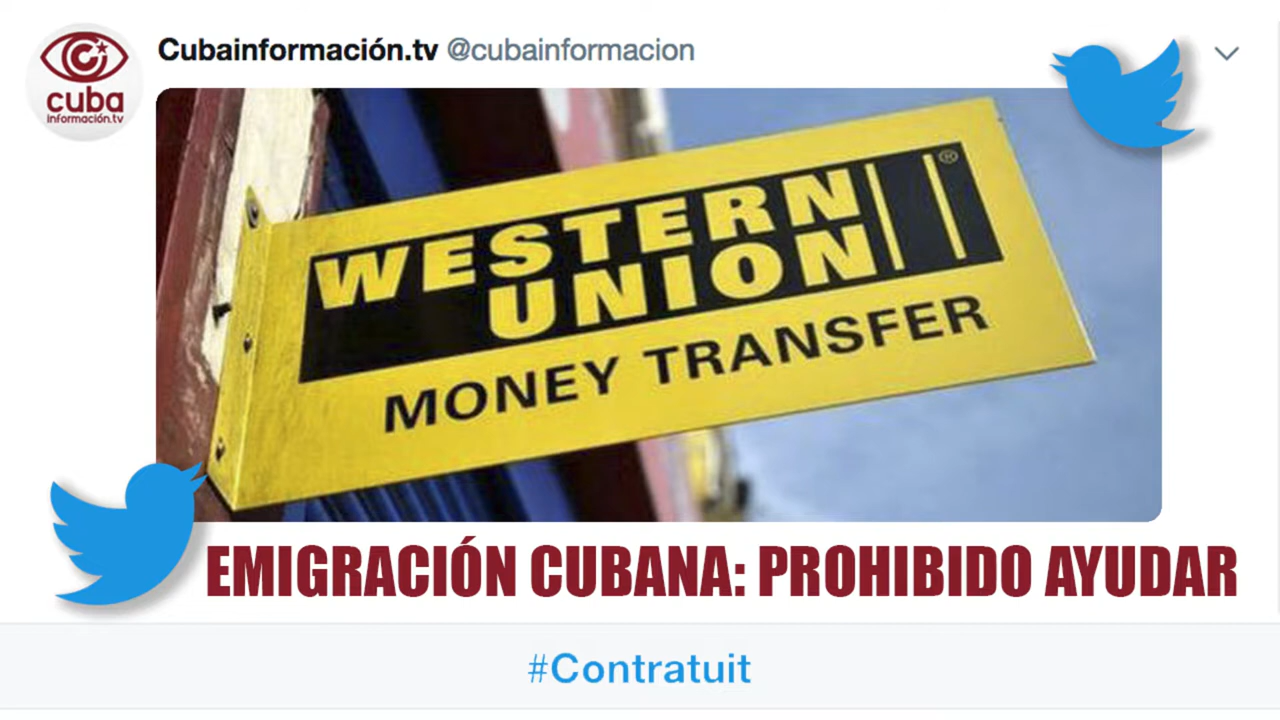 Cubainformación.tv @cubainformacion
cuba
información.tv
WESTERN
UNION
®
MONEY TRANSFER
EMIGRACIÓN CUBANA: PROHIBIDO AYUDAR
#Contratuit